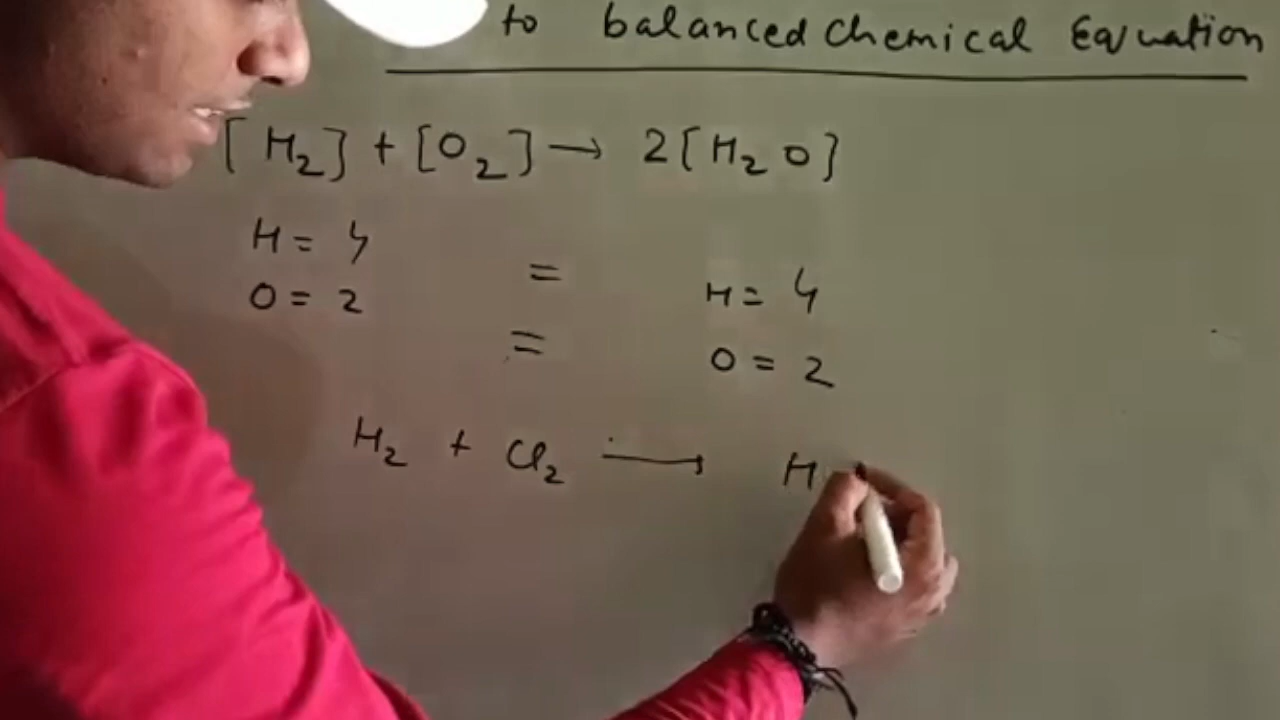 to balanced chemical Equation
[H₂] + [O₂] → 2[H₂O]
H = 4
= H = 4
O = 2
= O = 2
H₂ + Cl₂ → H